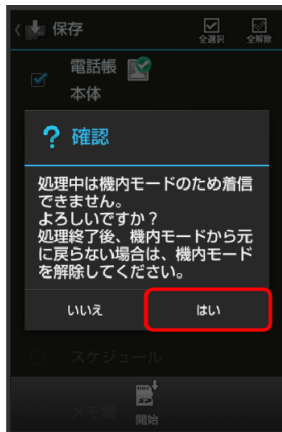 保存
全選択
全解除
電話帳
本体
確認
処理中は機内モードのため着信
できません。
よろしいですか？
処理終了後、機内モードから元
に戻らない場合は、機内モード
を解除してください。
いいえ
はい
スケジュール
メモ帳
開始